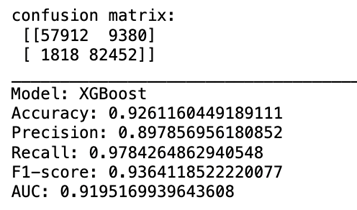 confusion matrix:
[[57912 9380]
[ 1818 82452]]
Model: XGBoost
Accuracy: 0.9261160449189111
Precision: 0.897856956180852
Recall: 0.9784264862940548
F1-score: 0.9364118522220077
AUC: 0.9195169939643608